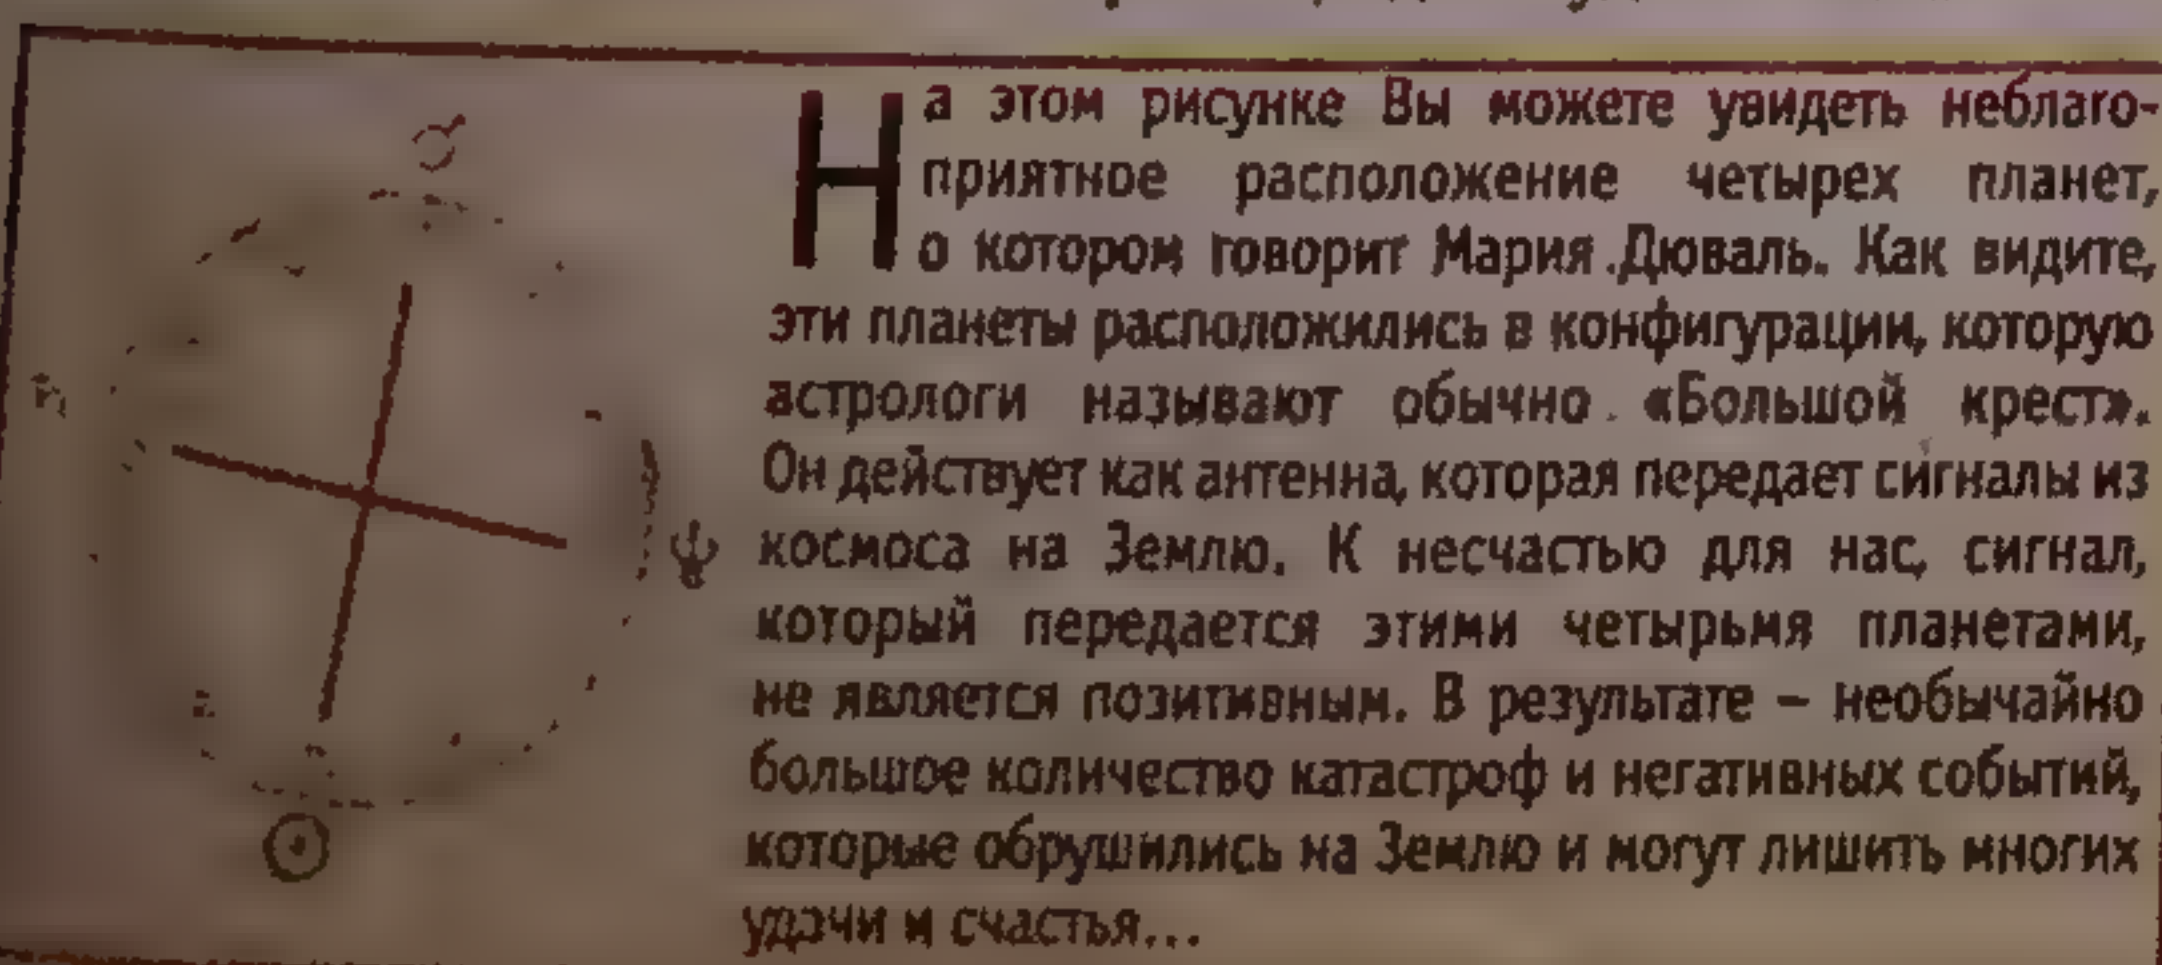 На этом рисунке Вы можете увидеть неблаго-
приятное расположение четырех планет,
о котором говорит Мария Дюваль. Как видите,
эти планеты расположились в конфигурации, которую
астрологи называют обычно «Большой крест».
Он действует как антенна, которая передает сигналы из
космоса на Землю. К несчастью для нас, сигнал,
который передается этими четырьмя планетами,
не является позитивным. В результате – необычайно
большое количество катастроф и негативных событий,
которые обрушились на Землю и могут лишить многих
удачи и счастья...